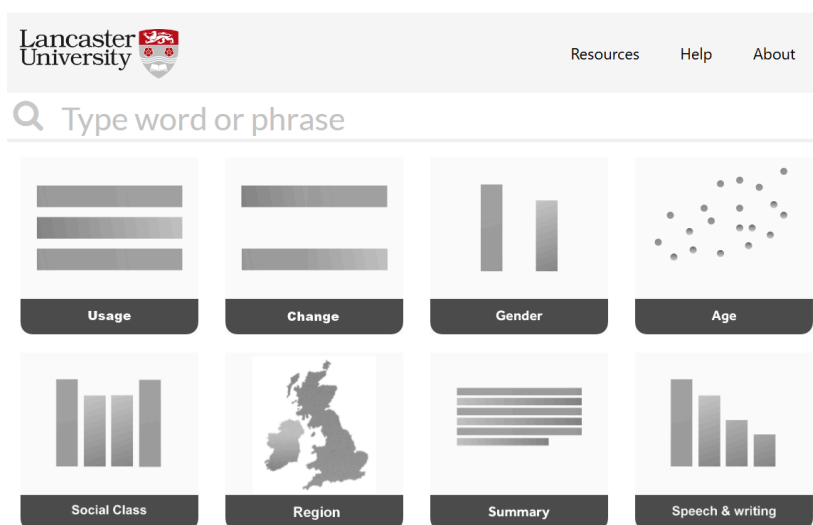 Lancaster
University
Resources Help About
Type word or phrase
Usage Change Gender Age
Social Class Region Summary Speech & writing